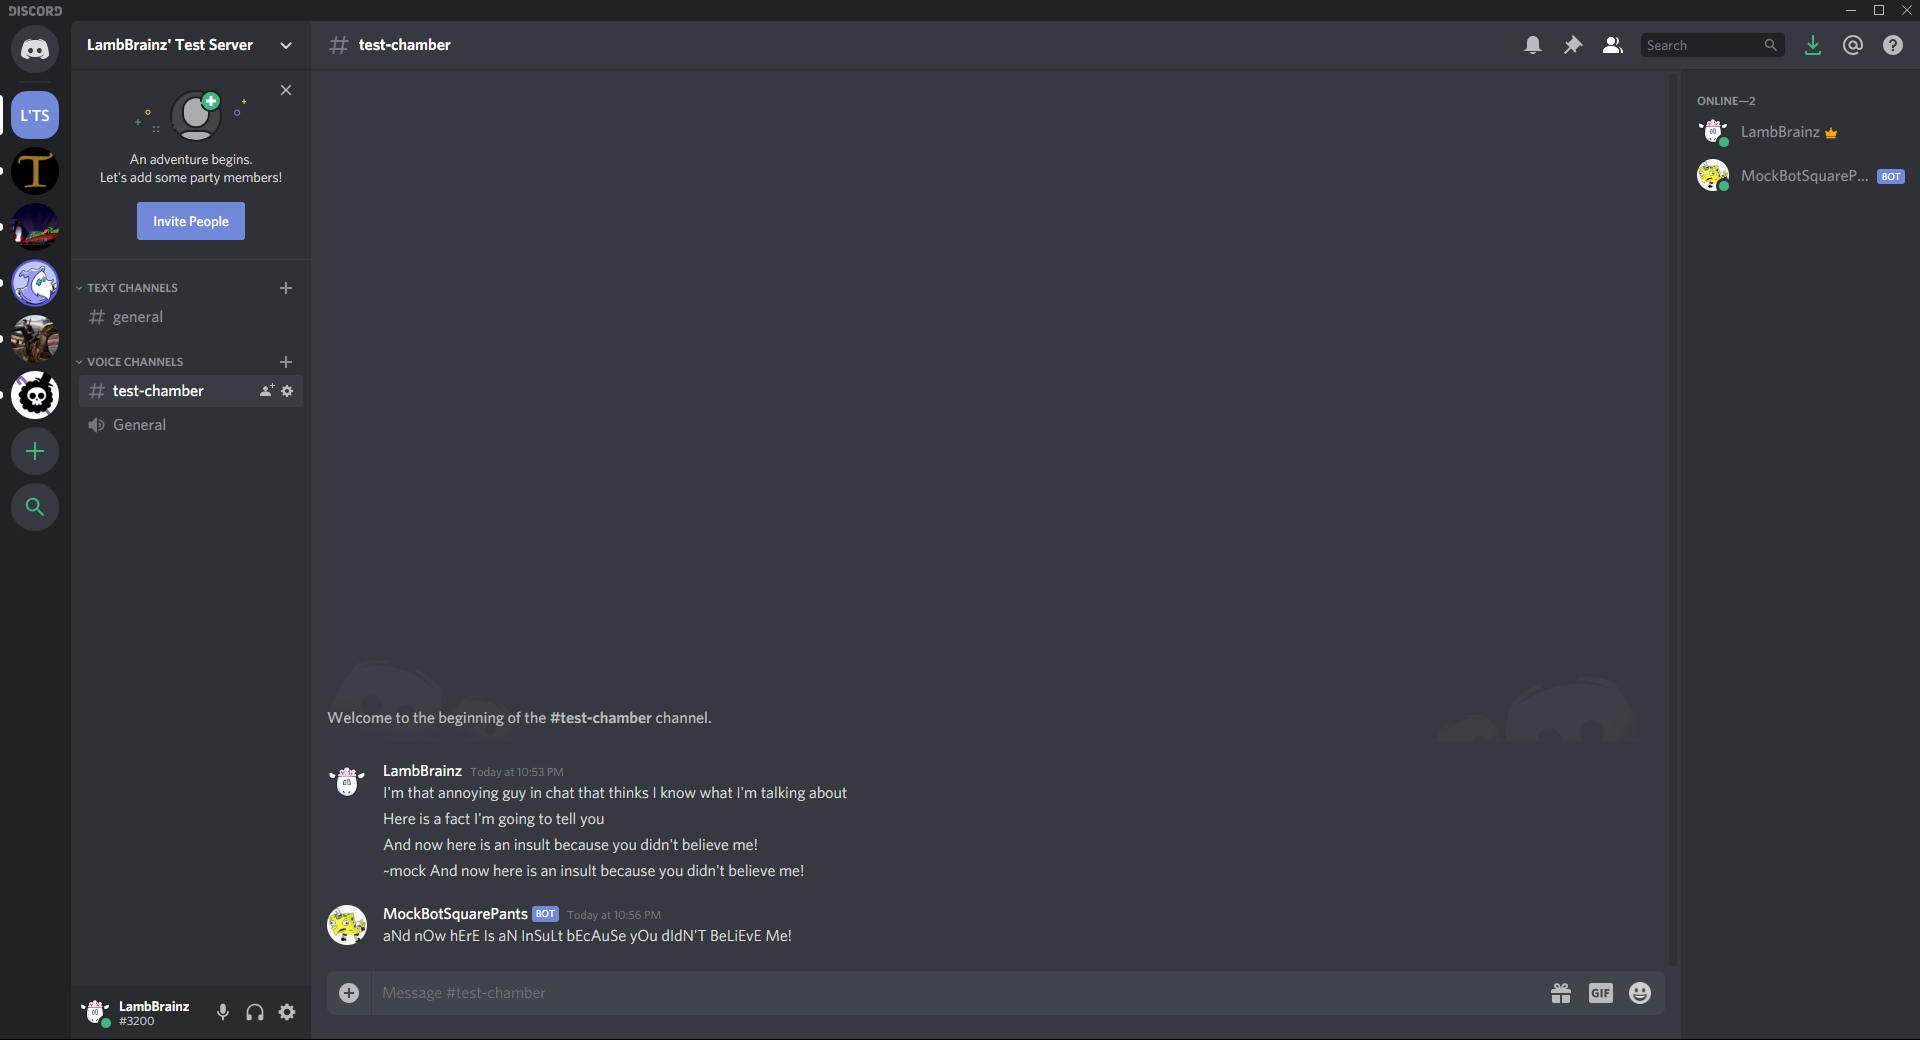 DISCORD
LambBrainz' Test Server
test-chamber
Search
L'TS
T
An adventure begins.
Let's add some party members!
Invite People
TEXT CHANNELS
general
VOICE CHANNELS
test-chamber
General
ONLINE—2
LambBrainz
MockBotSquareP... BOT
Welcome to the beginning of the #test-chamber channel.
LambBrainz Today at 10:53 PM
I'm that annoying guy in chat that thinks I know what I'm talking about
Here is a fact I'm going to tell you
And now here is an insult because you didn't believe me!
~mock And now here is an insult because you didn't believe me!
MockBotSquarePants BOT Today at 10:56 PM
aNd nOw hErE Is aN InSuLt bEcAuSe yOu dIdN'T BeLiEvE Me!
Message #test-chamber
GIF
LambBrainz
#3200